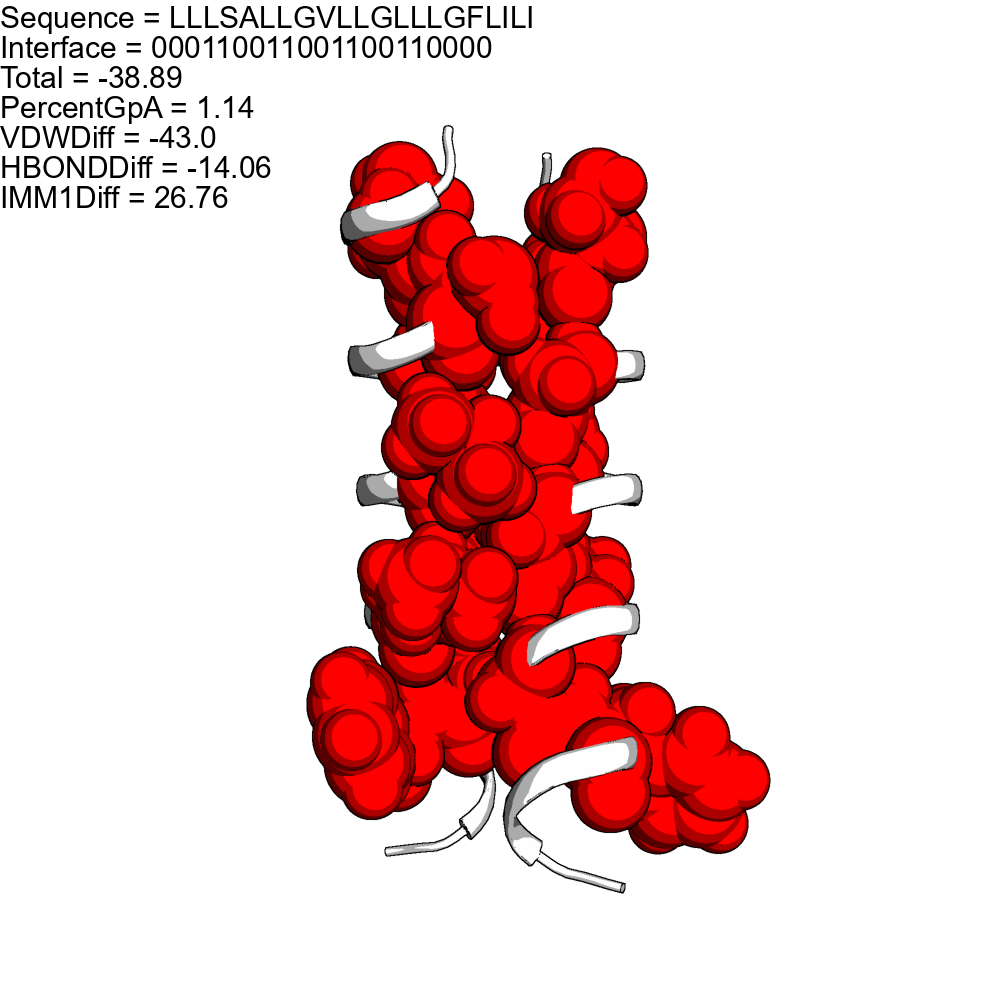 Sequence = LLLSALLGVLLGLLLGFLILI
Interface = 000110011001100110000
Total = -38.89
PercentGpA = 1.14
VDWDiff = -43.0
HBONDDiff = -14.06
IMM1Diff = 26.76